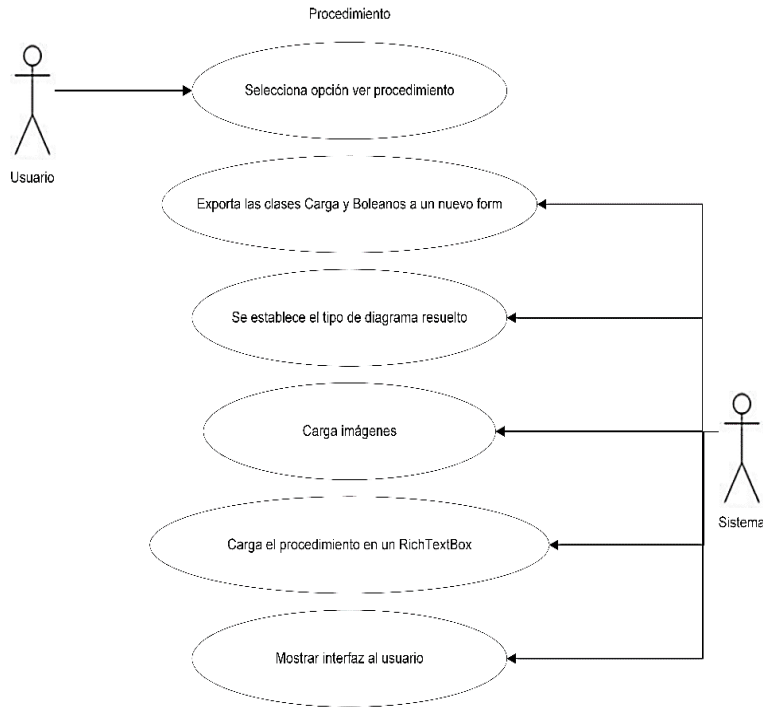 Procedimiento
Selecciona opción ver procedimiento
Usuario
Exporta las clases Carga y Boleanos a un nuevo form
Se establece el tipo de diagrama resuelto
Carga imágenes
Sistema
Carga el procedimiento en un RichTextBox
Mostrar interfaz al usuario